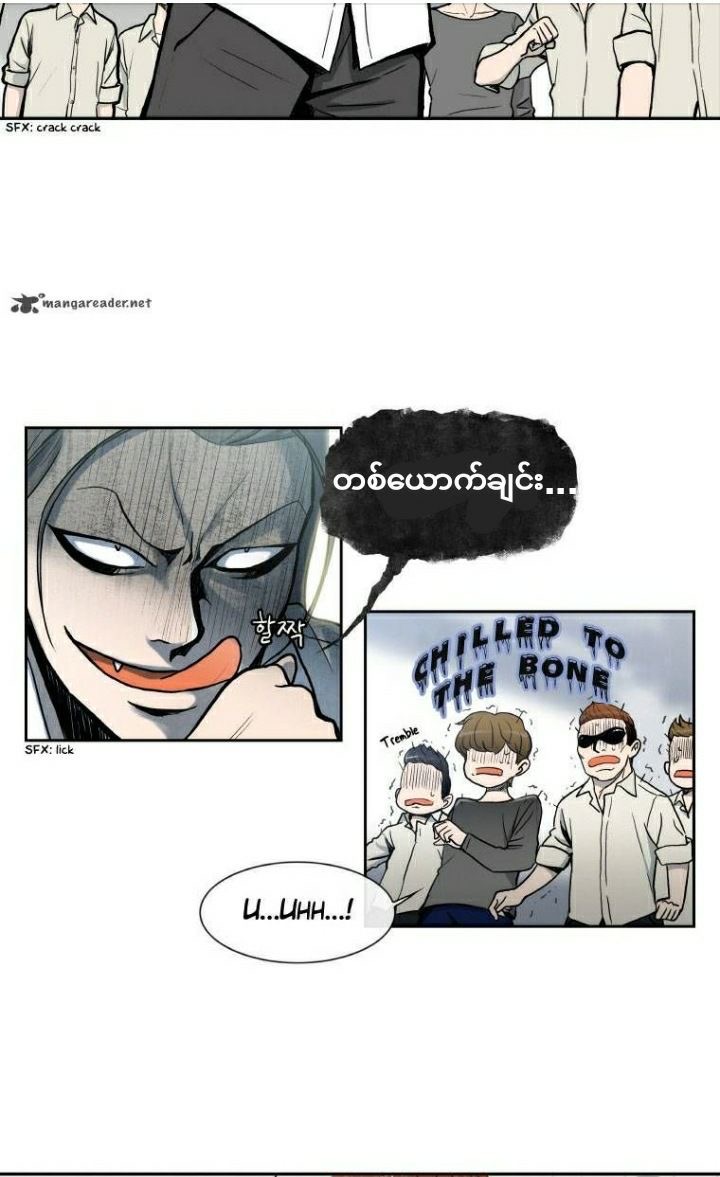 SFX: crack crack
mangareader.net
တစ်ယောက်ချင်း...
할짝
SFX: lick
CHILLED TO
THE BONE
Tremble
U...UHH...!